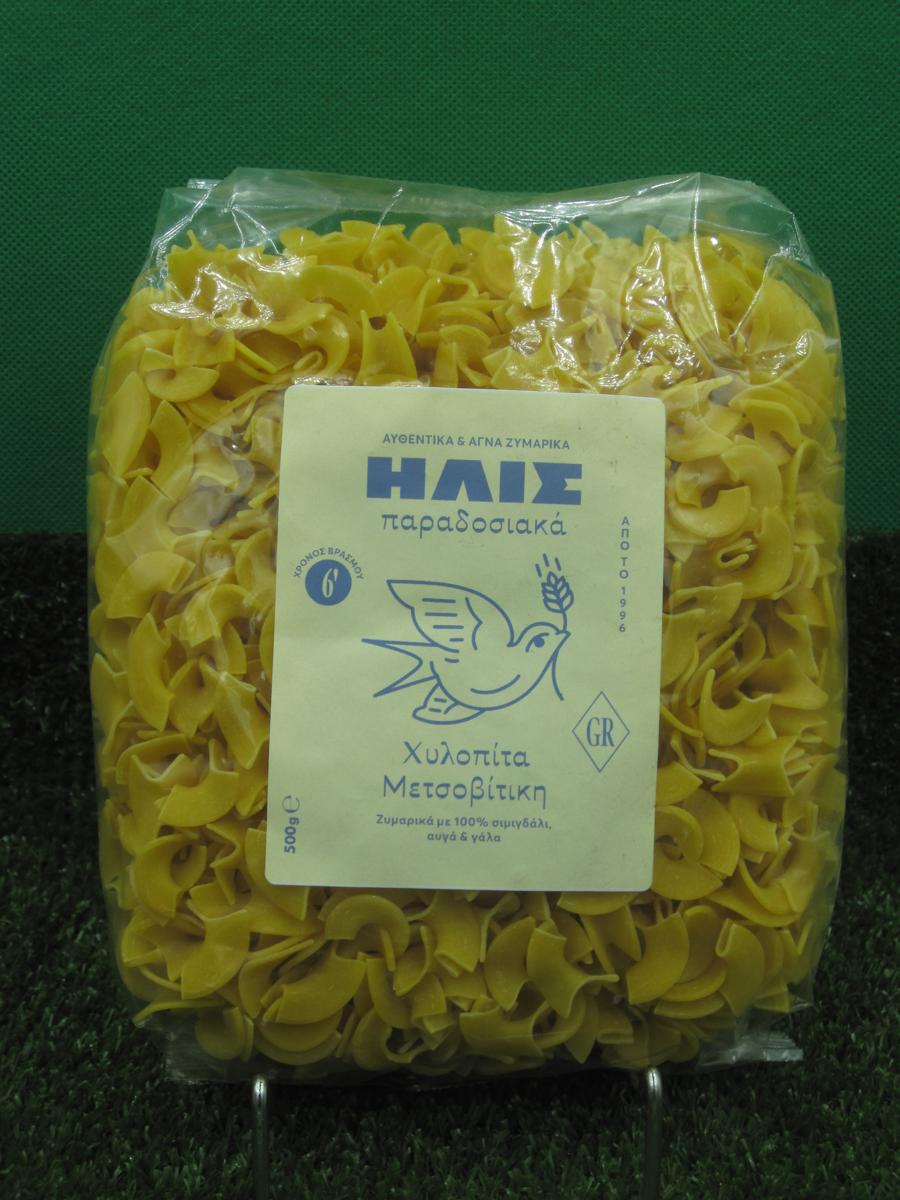 ΑΥΘΕΝΤΙΚΑ & ΑΓΝΑ ΖΥΜΑΡΙΚΑ
ΗΛΙΣ
παραδοσιακά
ΧΡΟΝΟΣ ΒΡΑΣΜΟΥ
6'
ΑΠΟ ΤΟ 1996
GR
Χυλοπίτα
Μετσοβίτικη
Ζυμαρικά με 100% σιμιγδάλι,
αυγά & γάλα
500g ℮